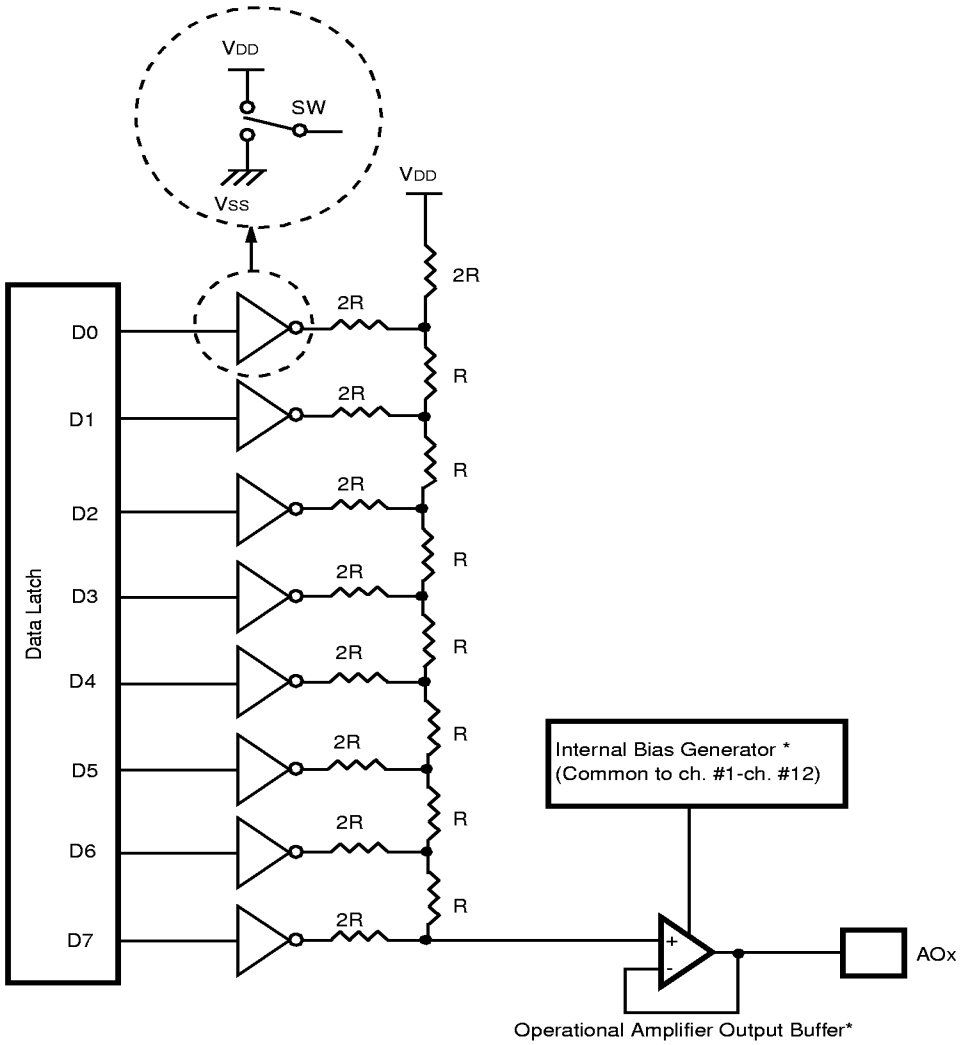 VDD
SW
VSS
VDD
2R
D0
2R
R
D1
2R
R
D2
2R
R
D3
2R
R
D4
2R
R
D5
2R
R
D6
2R
R
D7
2R
Data Latch
Internal Bias Generator *
(Common to ch. #1-ch. #12)
+
-
AOx
Operational Amplifier Output Buffer*